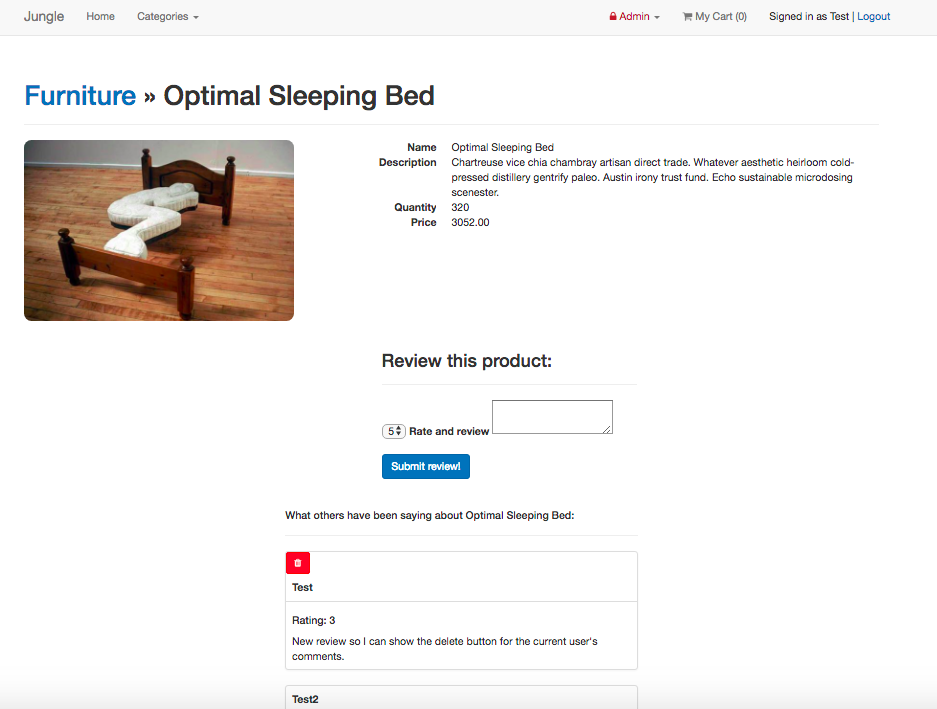 Jungle Home Categories Admin My Cart (0) Signed in as Test | Logout
Furniture » Optimal Sleeping Bed
Name Optimal Sleeping Bed
Description Chartreuse vice chia chambray artisan direct trade. Whatever aesthetic heirloom cold-
pressed distillery gentrify paleo. Austin irony trust fund. Echo sustainable microdosing
scenester.
Quantity 320
Price 3052.00
Review this product:
5 Rate and review
Submit review!
What others have been saying about Optimal Sleeping Bed:
Test
Rating: 3
New review so I can show the delete button for the current user's
comments.
Test2